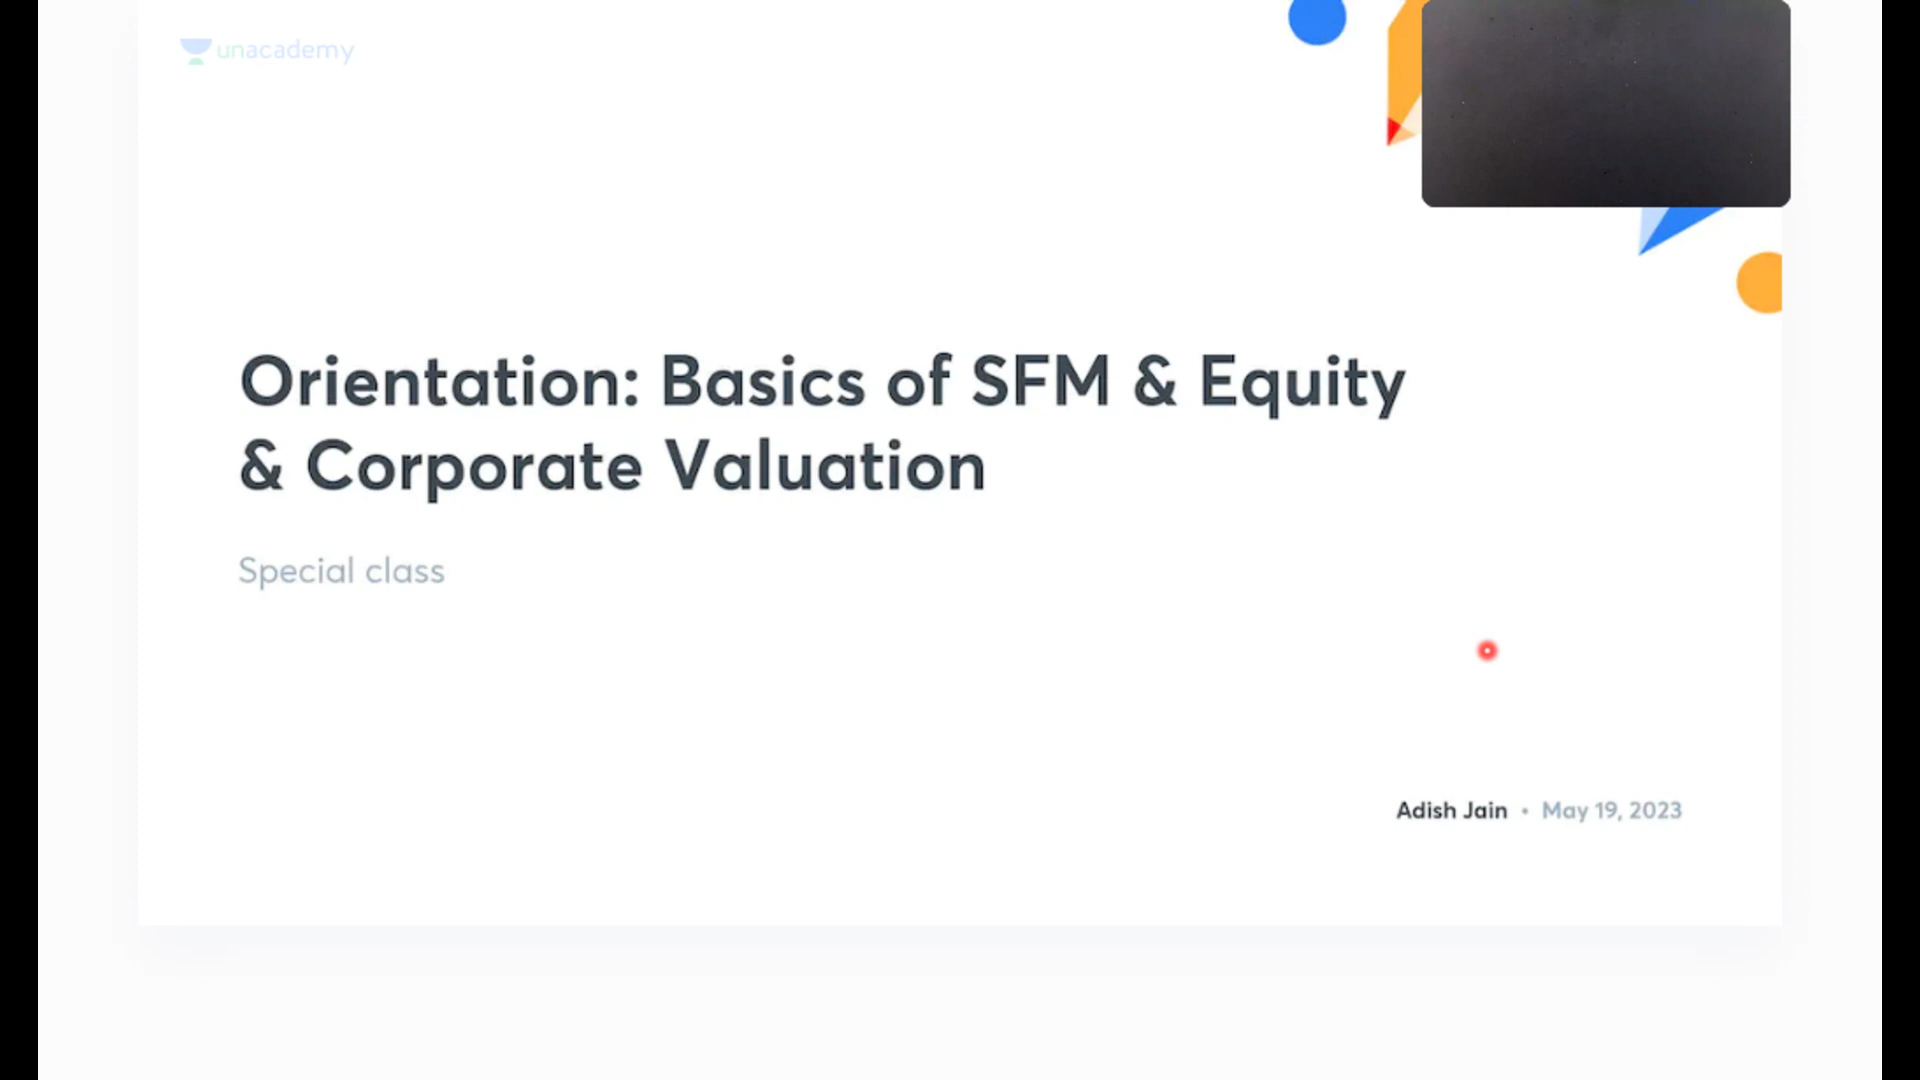 unacademy
Orientation: Basics of SFM & Equity
& Corporate Valuation
Special class
Adish Jain • May 19, 2023